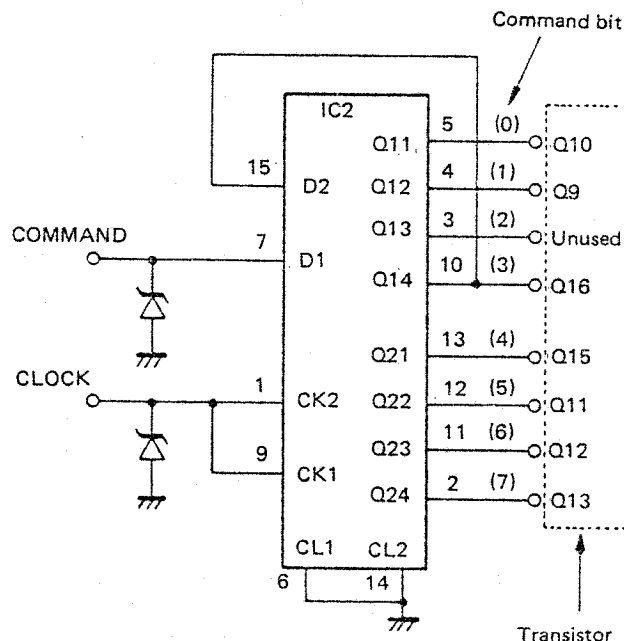 Command bit
IC2
Q11 5 (0) Q10
15 D2 Q12 4 (1) Q9
Q13 3 (2) Unused
COMMAND 7 D1
Q14 10 (3) Q16
Q21 13 (4) Q15
CLOCK 1 CK2 Q22 12 (5) Q11
9 CK1 Q23 11 (6) Q12
Q24 2 (7) Q13
CL1 CL2
6 14
Transistor